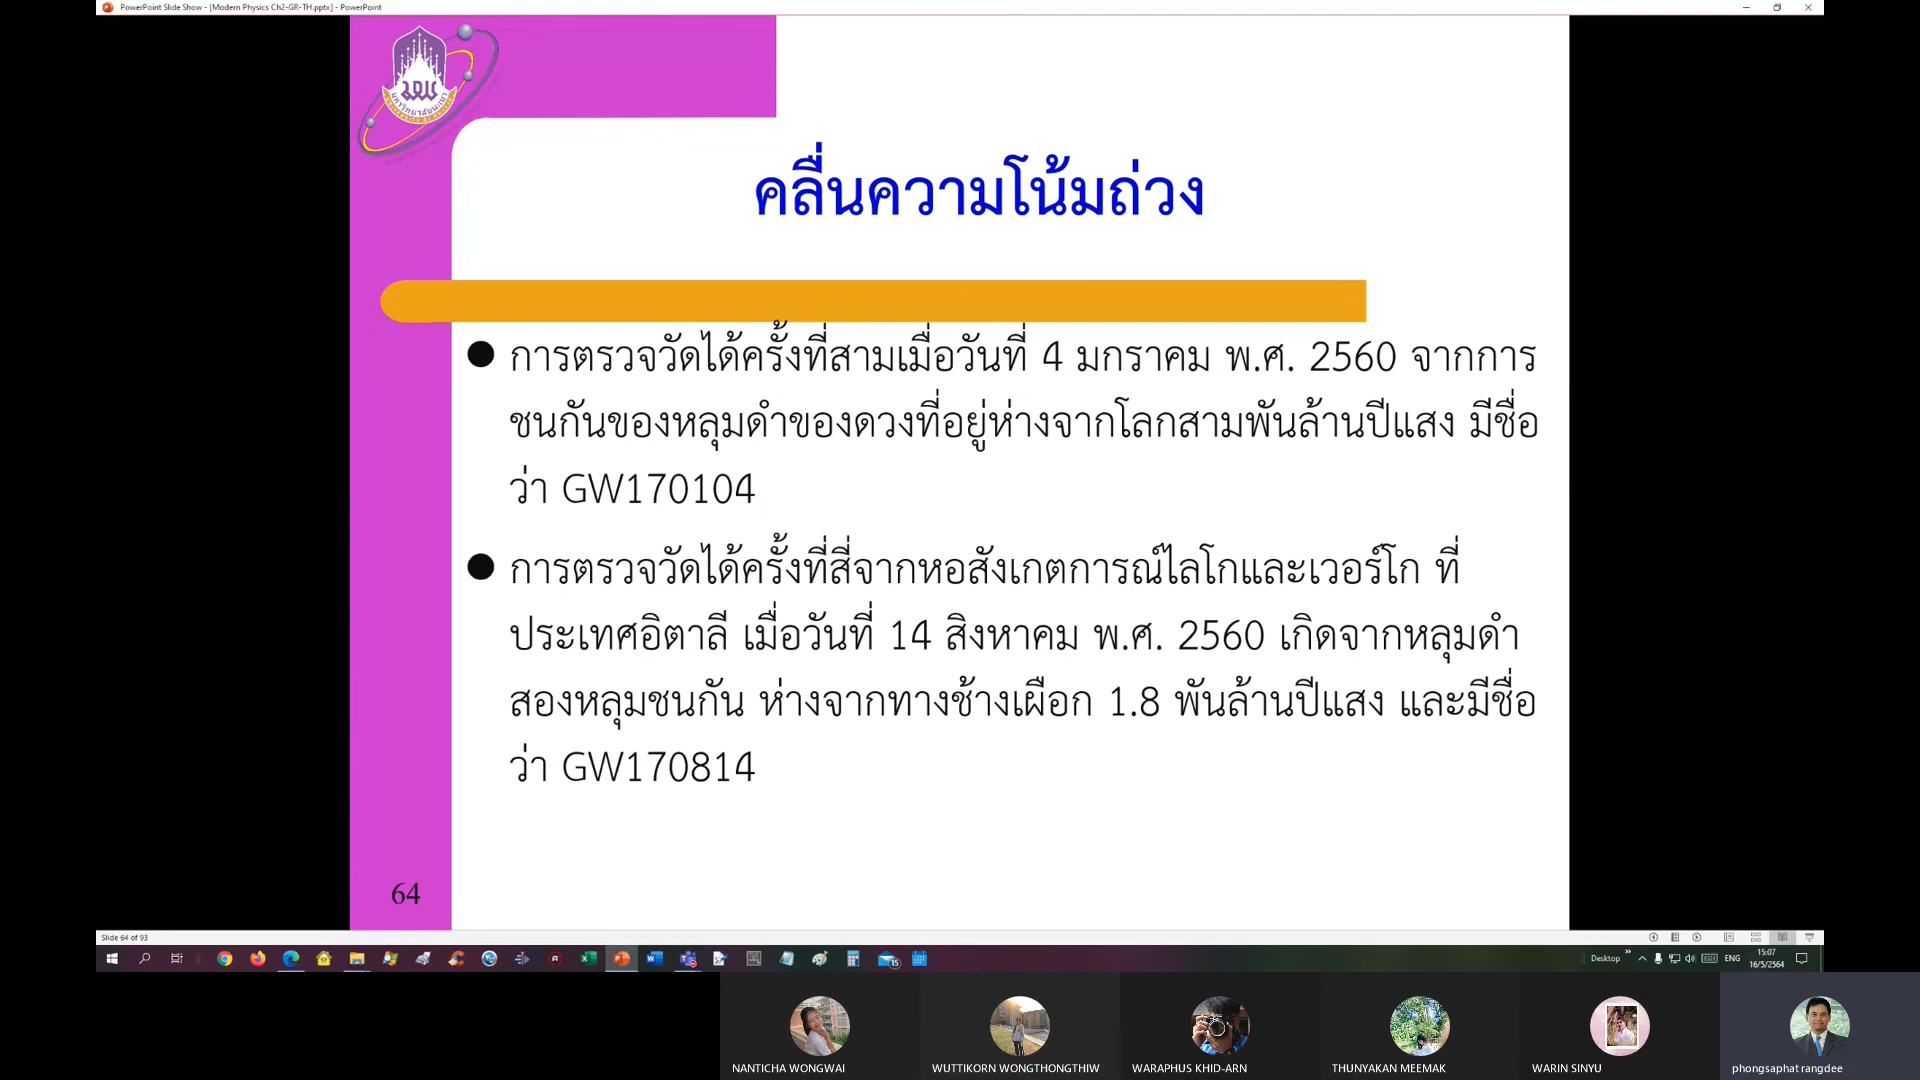 PowerPoint Slide Show - [Modern Physics Ch2-GR-TH.pptx] - PowerPoint
คลื่นความโน้มถ่วง
การตรวจวัดได้ครั้งที่สามเมื่อวันที่ 4 มกราคม พ.ศ. 2560 จากการ
ชนกันของหลุมดำของดวงที่อยู่ห่างจากโลกสามพันล้านปีแสง มีชื่อ
ว่า GW170104
การตรวจวัดได้ครั้งที่สี่จากหอสังเกตการณ์ไลโกและเวอร์โก ที่
ประเทศอิตาลี เมื่อวันที่ 14 สิงหาคม พ.ศ. 2560 เกิดจากหลุมดำ
สองหลุมชนกัน ห่างจากทางช้างเผือก 1.8 พันล้านปีแสง และมีชื่อ
ว่า GW170814
64
Slide 64 of 93
Desktop
ENG
15:07
16/5/2564
NANTICHA WONGWAI
WUTTIKORN WONGTHONGTHIW
WARAPHUS KHID-ARN
THUNYAKAN MEEMAK
WARIN SINYU
phongsaphat rangdee